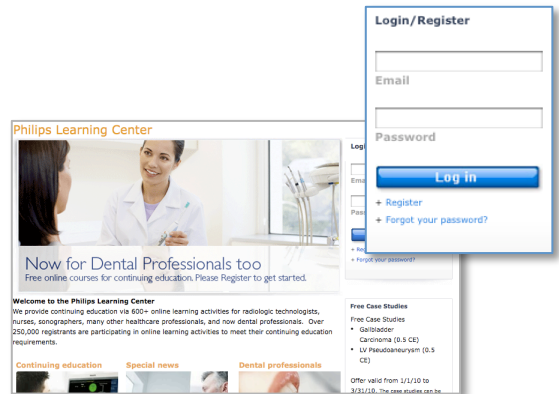 Login/Register
Email
Password
Log in
+ Register
+ Forgot your password?
Philips Learning Center
Now for Dental Professionals too
Free online courses for continuing education. Please Register to get started.
+ Forgot your password?
Welcome to the Philips Learning Center
We provide continuing education via 600+ online learning activities for radiologic technologists,
nurses, sonographers, many other healthcare professionals, and now dental professionals. Over
250,000 registrants are participating in online learning activities to meet their continuing education
requirements.
Free Case Studies
Free Case Studies
• Gallbladder
Carcinoma (0.5 CE)
• LV Pseudoaneurysm (0.5
CE)
Offer valid from 1/1/10 to
3/31/10. The case studies can be
Continuing education
Special news
Dental professionals